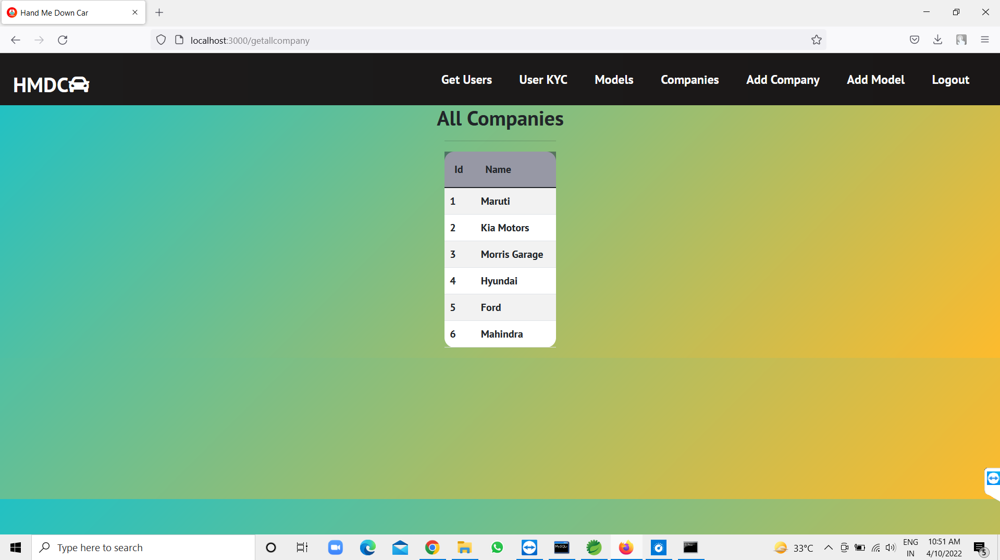 Hand Me Down Car
localhost:3000/getallcompany
HMDC
Get Users User KYC Models Companies Add Company Add Model Logout
All Companies
Id Name
1 Maruti
2 Kia Motors
3 Morris Garage
4 Hyundai
5 Ford
6 Mahindra
Type here to search
MySQL
33°C
ENG
IN
10:51 AM
4/10/2022
5